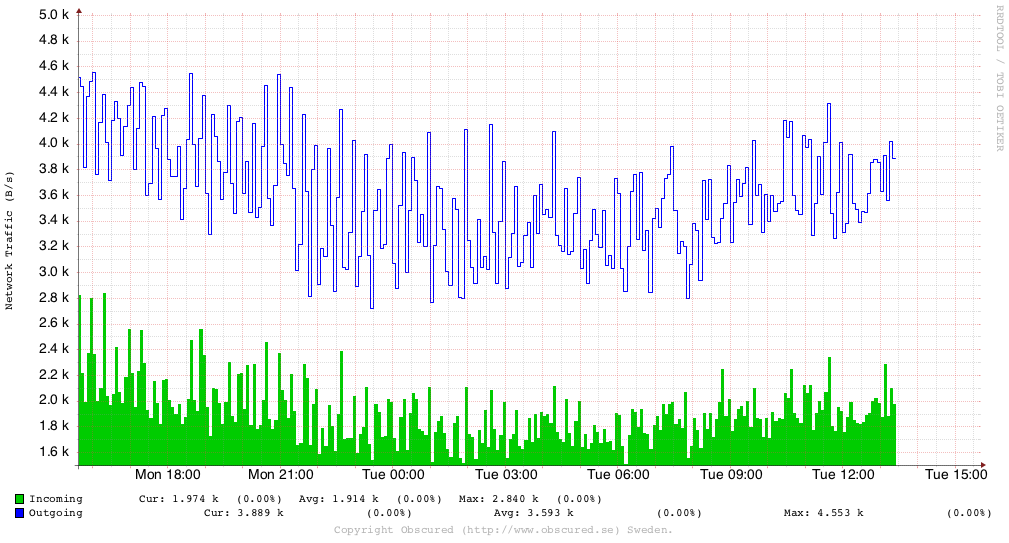 RRDTOOL / TOBI OETIKER
Network Traffic (B/s)
5.0 k
4.8 k
4.6 k
4.4 k
4.2 k
4.0 k
3.8 k
3.6 k
3.4 k
3.2 k
3.0 k
2.8 k
2.6 k
2.4 k
2.2 k
2.0 k
1.8 k
1.6 k
Mon 18:00 Mon 21:00 Tue 00:00 Tue 03:00 Tue 06:00 Tue 09:00 Tue 12:00 Tue 15:00
Incoming Cur: 1.974 k (0.00%) Avg: 1.914 k (0.00%) Max: 2.840 k (0.00%)
Outgoing Cur: 3.889 k (0.00%) Avg: 3.593 k (0.00%) Max: 4.553 k (0.00%)
Copyright Obscured (http://www.obscured.se) Sweden.